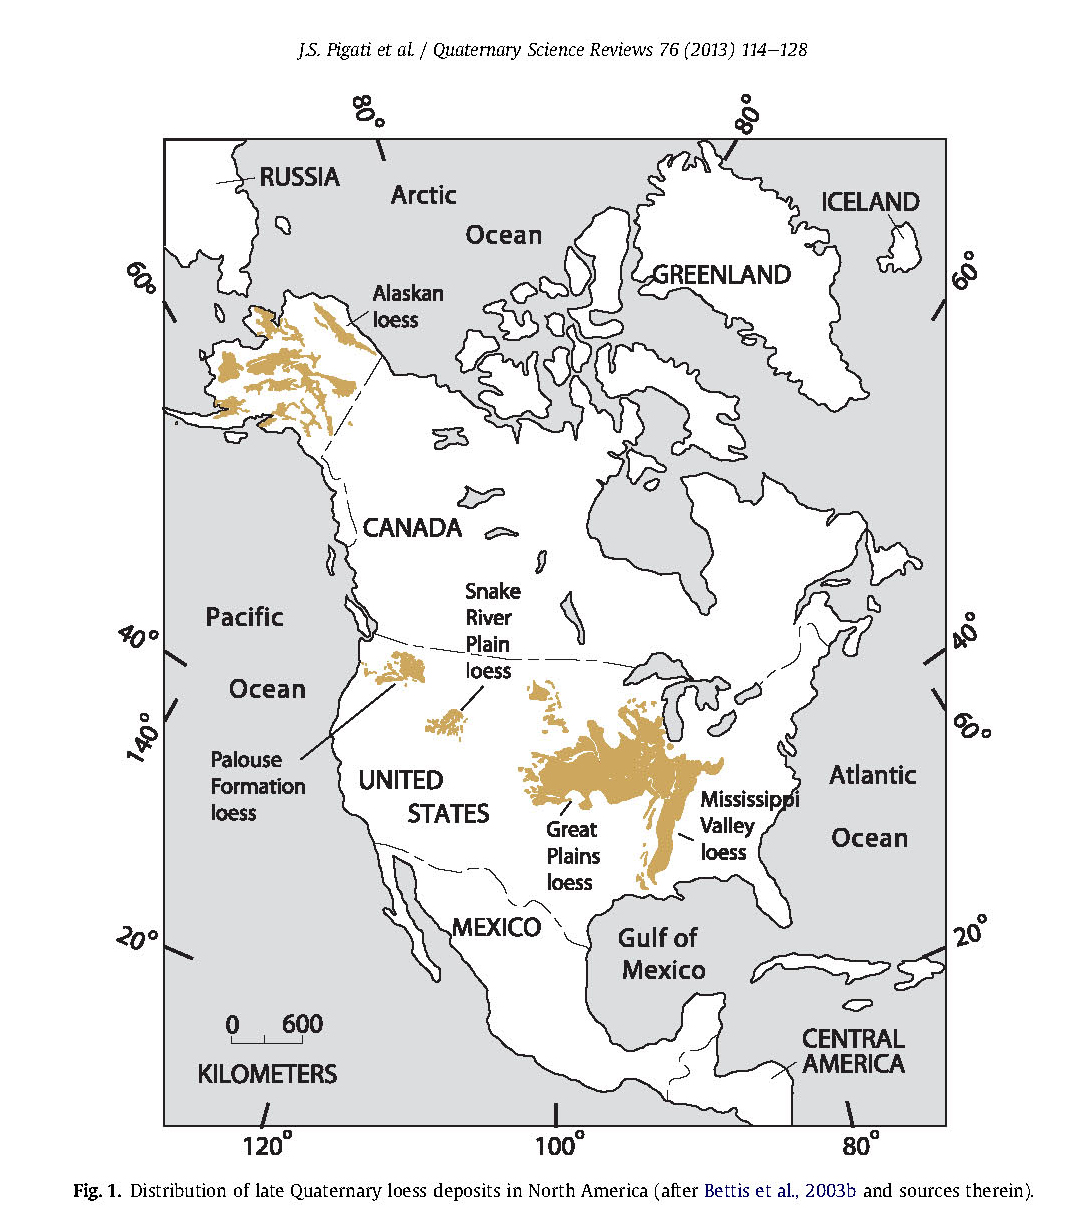 J.S. Pigati et al. / Quaternary Science Reviews 76 (2013) 114–128
80°
80°
RUSSIA
Arctic
Ocean
ICELAND
GREENLAND
60°
60°
Alaskan
loess
CANADA
Snake
River
Plain
loess
Pacific
Ocean
40°
40°
140°
60°
Palouse
Formation
loess
UNITED
STATES
Great
Plains
loess
Mississippi
Valley
loess
Atlantic
Ocean
MEXICO
Gulf of
Mexico
20°
20°
0 600
KILOMETERS
CENTRAL
AMERICA
120°
100°
80°
Fig. 1. Distribution of late Quaternary loess deposits in North America (after Bettis et al., 2003b and sources therein).